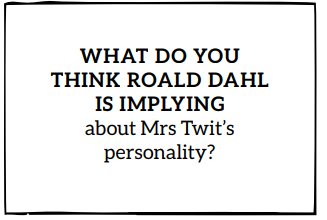 WHAT DO YOU
THINK ROALD DAHL
IS IMPLYING
about Mrs Twit’s
personality?